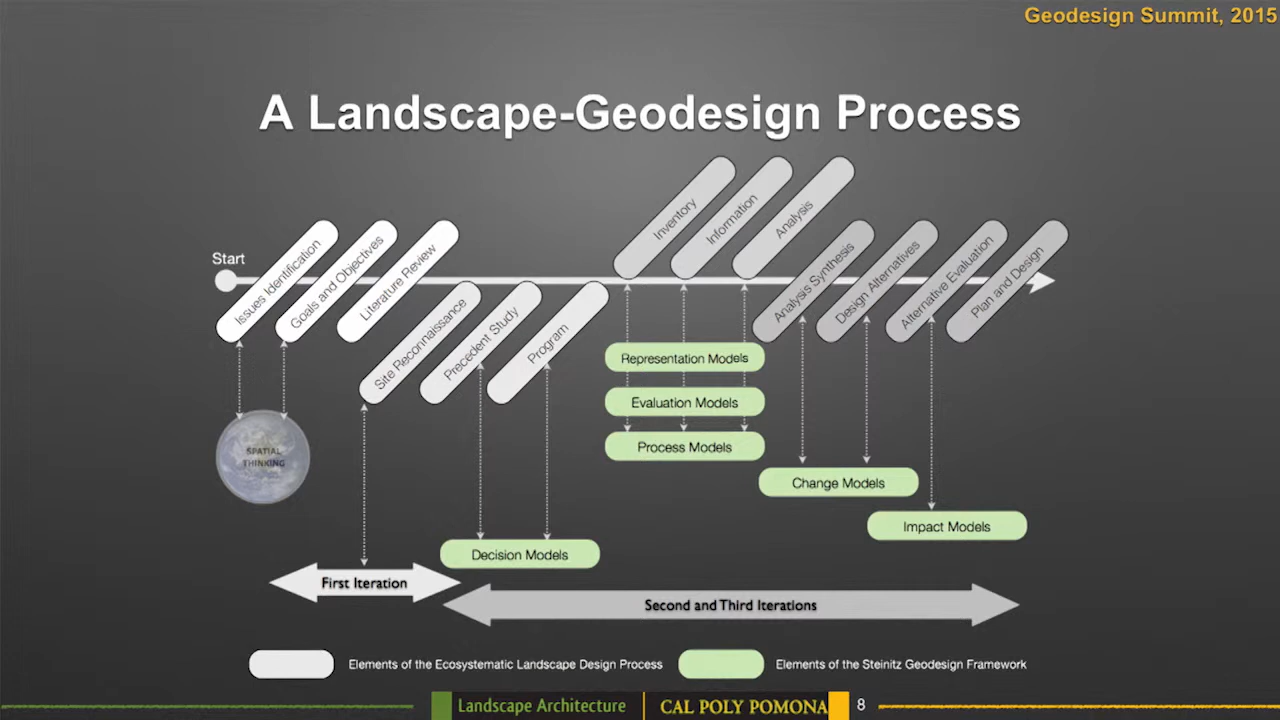 Geodesign Summit, 2015
A Landscape-Geodesign Process
Start
Issues Identification
Goals and Objectives
Literature Review
Site Reconnaissance
Precedent Study
Program
Inventory
Information
Analysis
Analysis Synthesis
Design Alternatives
Alternative Evaluation
Plan and Design
SPATIAL
THINKING
Representation Models
Evaluation Models
Process Models
Change Models
Impact Models
Decision Models
First Iteration
Second and Third Iterations
Elements of the Ecosystematic Landscape Design Process
Elements of the Steinitz Geodesign Framework
Landscape Architecture
CAL POLY POMONA
8